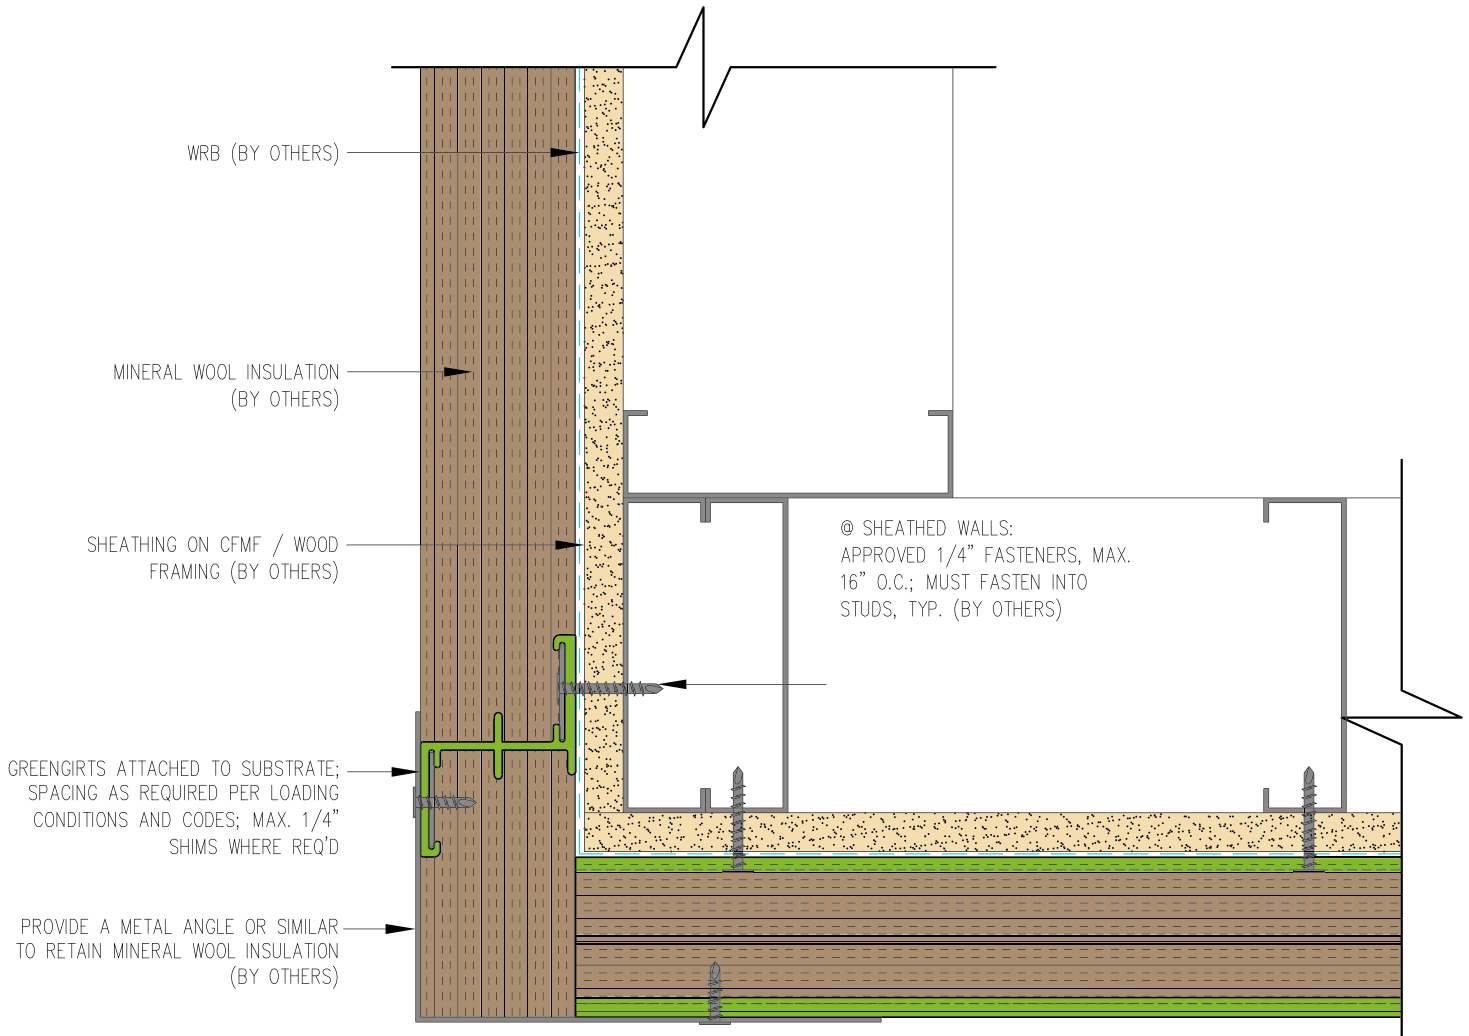 WRB (BY OTHERS)
MINERAL WOOL INSULATION
(BY OTHERS)
SHEATHING ON CFMF / WOOD
FRAMING (BY OTHERS)
@ SHEATHED WALLS:
APPROVED 1/4” FASTENERS, MAX.
16” O.C.; MUST FASTEN INTO
STUDS, TYP. (BY OTHERS)
GREENGIRTS ATTACHED TO SUBSTRATE;
SPACING AS REQUIRED PER LOADING
CONDITIONS AND CODES; MAX. 1/4”
SHIMS WHERE REQ'D
PROVIDE A METAL ANGLE OR SIMILAR
TO RETAIN MINERAL WOOL INSULATION
(BY OTHERS)